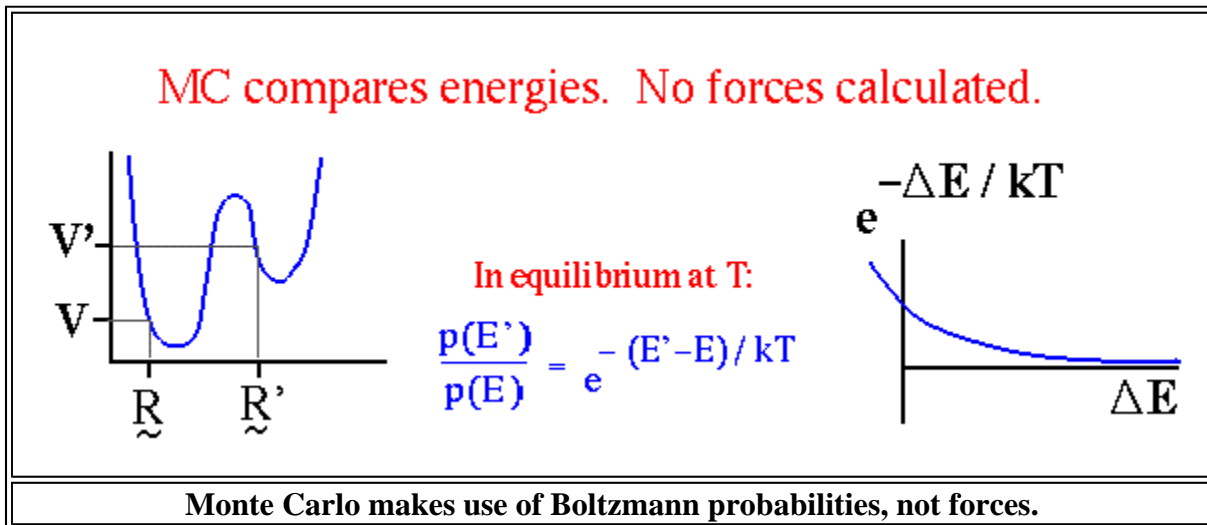 MC compares energies. No forces calculated.
V'
V
R
R'
In equilibrium at T:
p(E') / p(E) = e^-(E'-E)/kT
e^-ΔE/kT
ΔE
Monte Carlo makes use of Boltzmann probabilities, not forces.